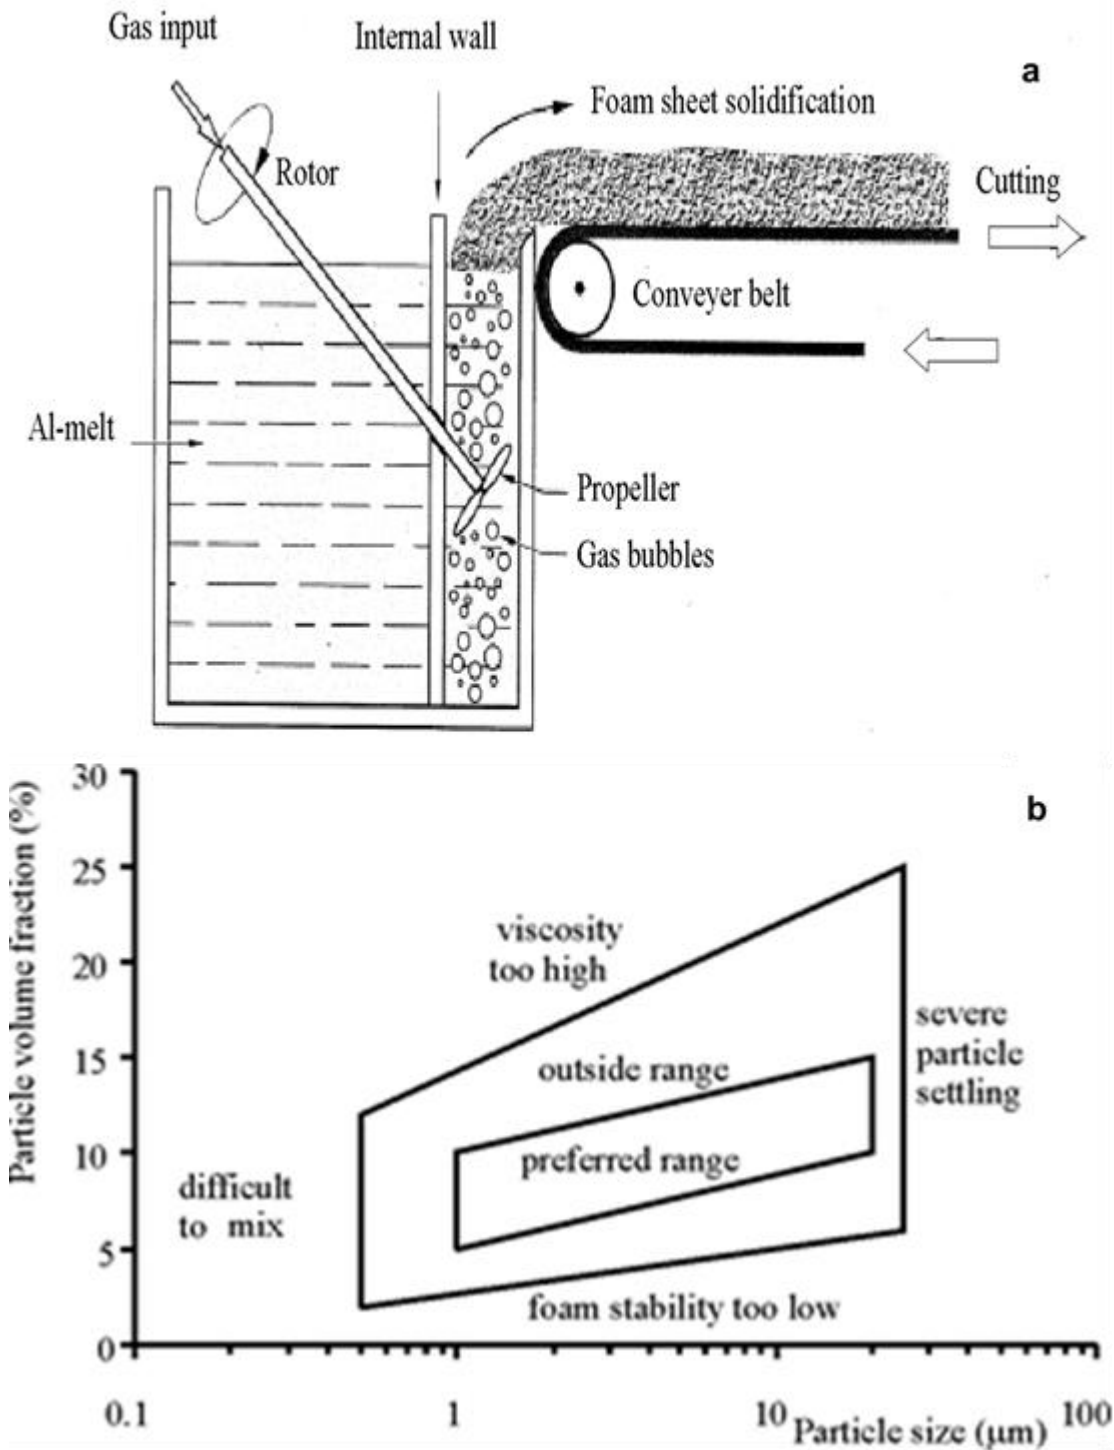 Gas input
Internal wall
a
Foam sheet solidification
Rotor
Cutting
Conveyer belt
Al-melt
Propeller
Gas bubbles
b
Particle volume fraction (%)
30
25
20
15
10
5
0
viscosity
too high
outside range
preferred range
severe
particle
settling
difficult
to mix
foam stability too low
0.1
1
10
100
Particle size (μm)